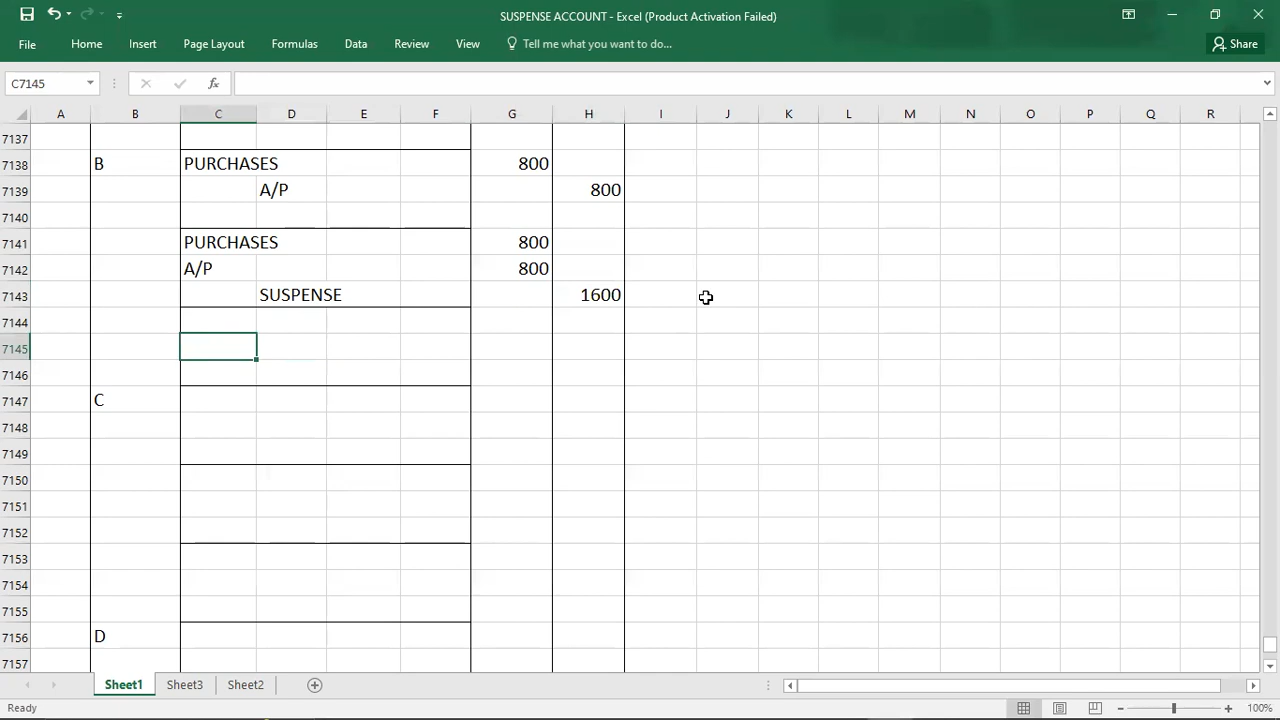 SUSPENSE ACCOUNT - Excel (Product Activation Failed)
File Home Insert Page Layout Formulas Data Review View Tell me what you want to do... Share
C7145 fx
A B C D E F G H I J K L M N O P Q R
7137
7138 B PURCHASES 800
7139 A/P 800
7140
7141 PURCHASES 800
7142 A/P 800
7143 SUSPENSE 1600
7144
7145
7146
7147 C
7148
7149
7150
7151
7152
7153
7154
7155
7156 D
7157
Sheet1 Sheet3 Sheet2
Ready 100%